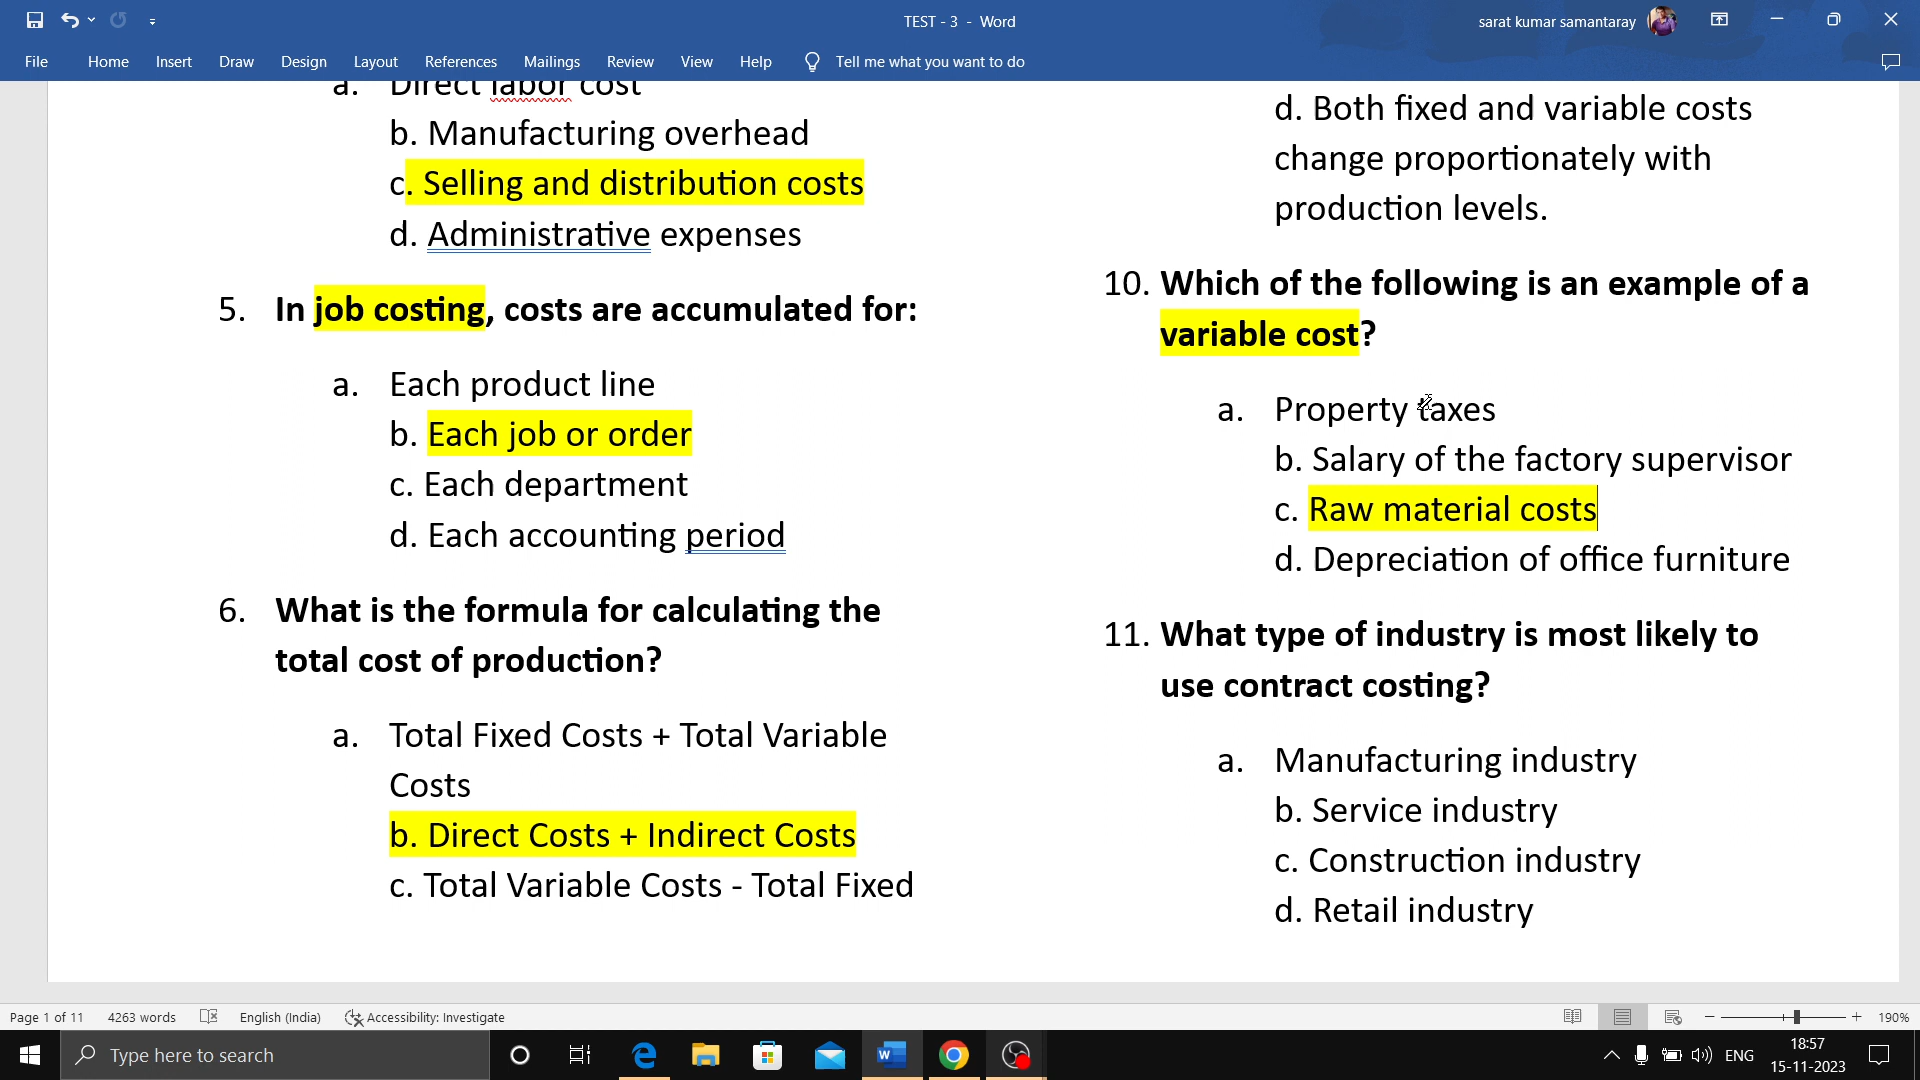 TEST - 3 - Word
sarat kumar samantaray
File Home Insert Draw Design Layout References Mailings Review View Help Tell me what you want to do
a. Direct labor cost
b. Manufacturing overhead
c. Selling and distribution costs
d. Administrative expenses
5. In job costing, costs are accumulated for:
a. Each product line
b. Each job or order
c. Each department
d. Each accounting period
6. What is the formula for calculating the
total cost of production?
a. Total Fixed Costs + Total Variable
Costs
b. Direct Costs + Indirect Costs
c. Total Variable Costs - Total Fixed
d. Both fixed and variable costs
change proportionately with
production levels.
10. Which of the following is an example of a
variable cost?
a. Property taxes
b. Salary of the factory supervisor
c. Raw material costs
d. Depreciation of office furniture
11. What type of industry is most likely to
use contract costing?
a. Manufacturing industry
b. Service industry
c. Construction industry
d. Retail industry
Page 1 of 11 4263 words English (India) Accessibility: Investigate 190%
Type here to search
ENG
18:57
15-11-2023